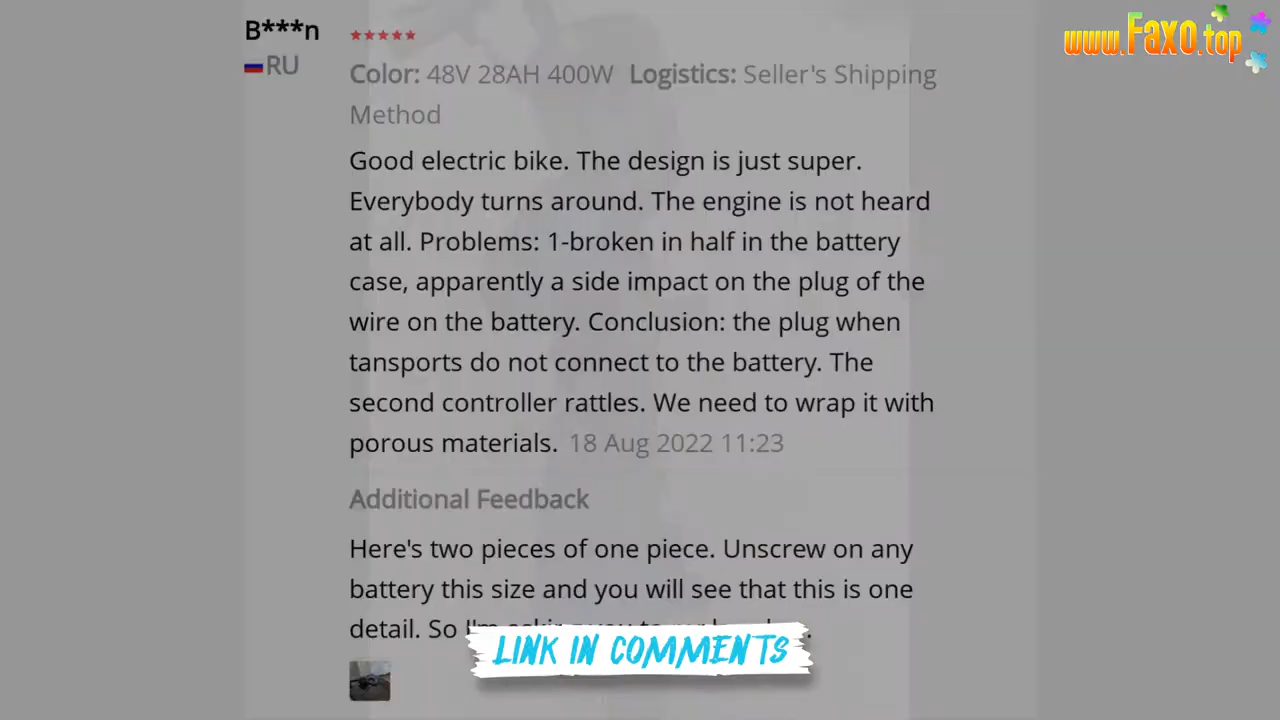 B***n
www.Faxo.top
RU
Color: 48V 28AH 400W Logistics: Seller's Shipping
Method
Good electric bike. The design is just super.
Everybody turns around. The engine is not heard
at all. Problems: 1-broken in half in the battery
case, apparently a side impact on the plug of the
wire on the battery. Conclusion: the plug when
tansports do not connect to the battery. The
second controller rattles. We need to wrap it with
porous materials. 18 Aug 2022 11:23
Additional Feedback
Here's two pieces of one piece. Unscrew on any
battery this size and you will see that this is one
detail. So I'm asking you to
LINK IN COMMENTS